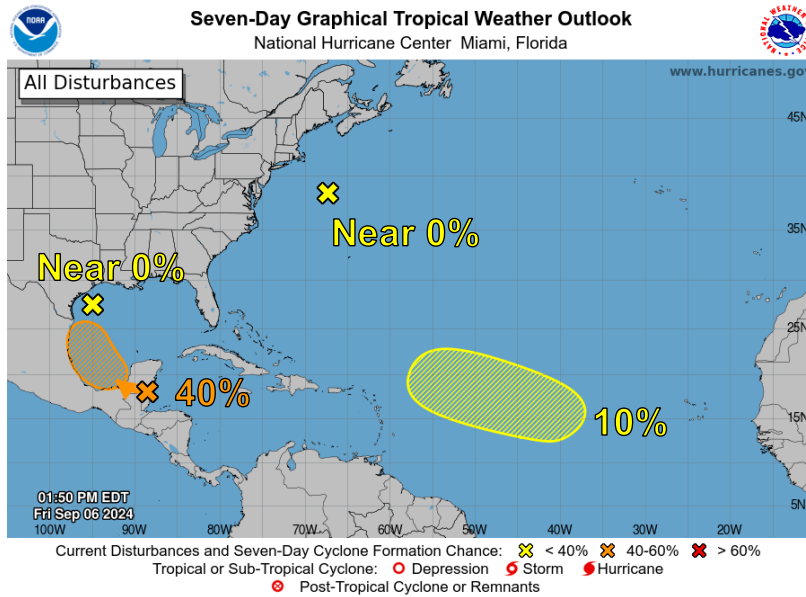 Seven-Day Graphical Tropical Weather Outlook
National Hurricane Center Miami, Florida
NOAA
All Disturbances
www.hurricanes.gov
45N
Near 0%
35N
Near 0%
25N
40%
10%
15N
01:50 PM EDT
Fri Sep 06 2024
5N
100W 90W 80W 70W 60W 50W 40W 30W 20W
Current Disturbances and Seven-Day Cyclone Formation Chance: < 40% 40-60% > 60%
Tropical or Sub-Tropical Cyclone: Depression Storm Hurricane
Post-Tropical Cyclone or Remnants